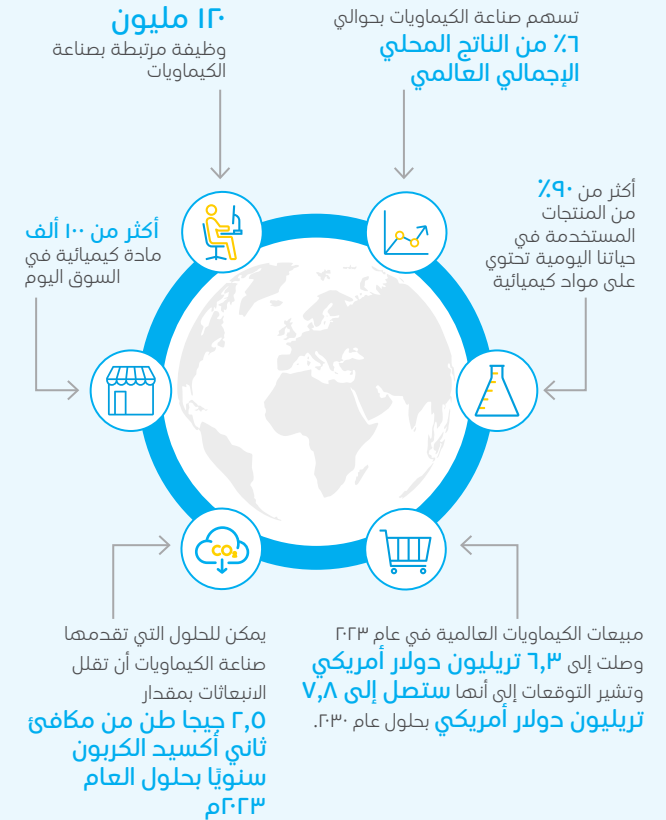 تسهم صناعة الكيماويات بحوالي
٦٪ من الناتج المحلي
الإجمالي العالمي
١٢٠ مليون
وظيفة مرتبطة بصناعة
الكيماويات
أكثر من ٩٠٪
من المنتجات
المستخدمة في
حياتنا اليومية تحتوي
على مواد كيميائية
أكثر من ١٠٠ ألف
مادة كيميائية في
السوق اليوم
CO₂
مبيعات الكيماويات العالمية في عام ٢٠٢٣
وصلت إلى ٦,٣ تريليون دولار أمريكي
وتشير التوقعات إلى أنها ستصل إلى ٧,٨
تريليون دولار أمريكي بحلول عام ٢٠٣٠.
يمكن للحلول التي تقدمها
صناعة الكيماويات أن تقلل
الانبعاثات بمقدار
٢,٥ جيجا طن من مكافئ
ثاني أكسيد الكربون
سنويًا بحلول العام
٢٠٢٣م